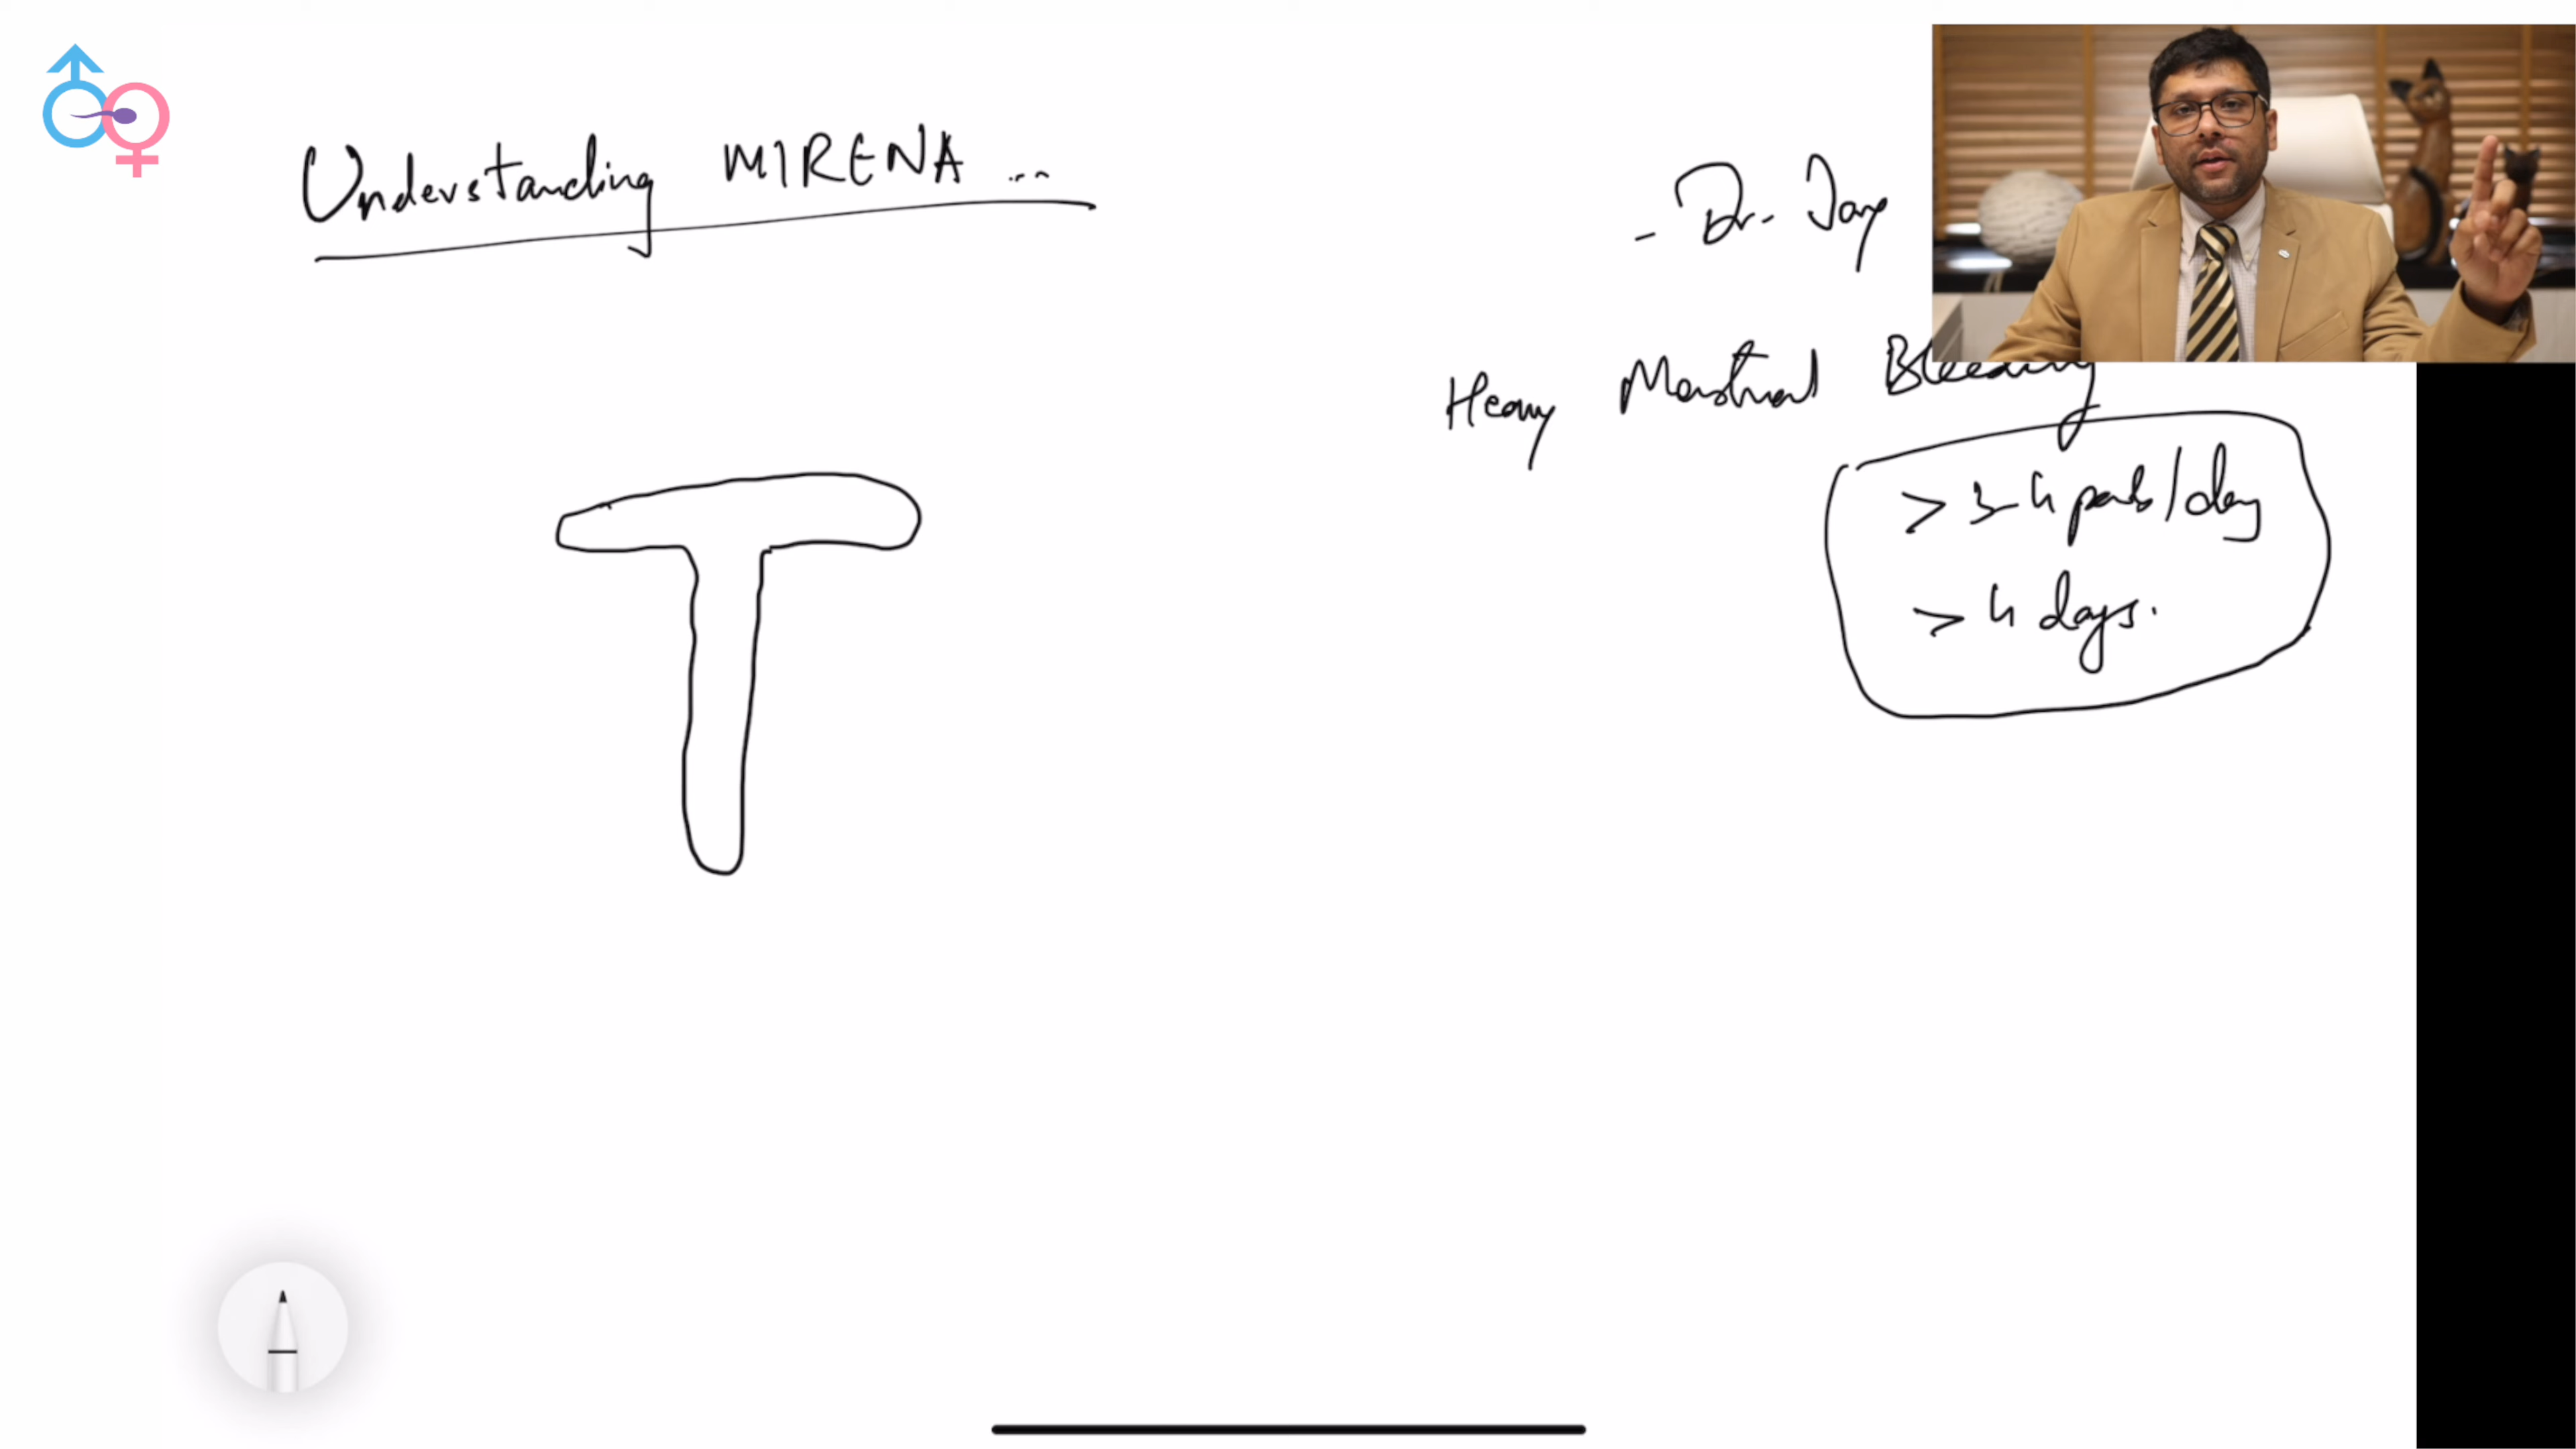 Understanding MIRENA ...
- Dr. Jay
Heavy Menstrual Bleeding
> 3-4 pads/day
> 4 days.